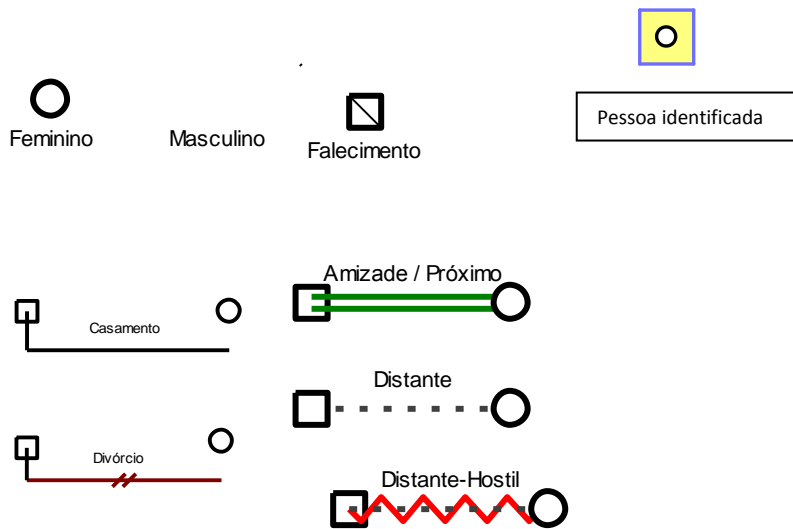 Feminino
Masculino
Falecimento
Pessoa identificada
Casamento
Amizade / Próximo
Distante
Divórcio
Distante-Hostil